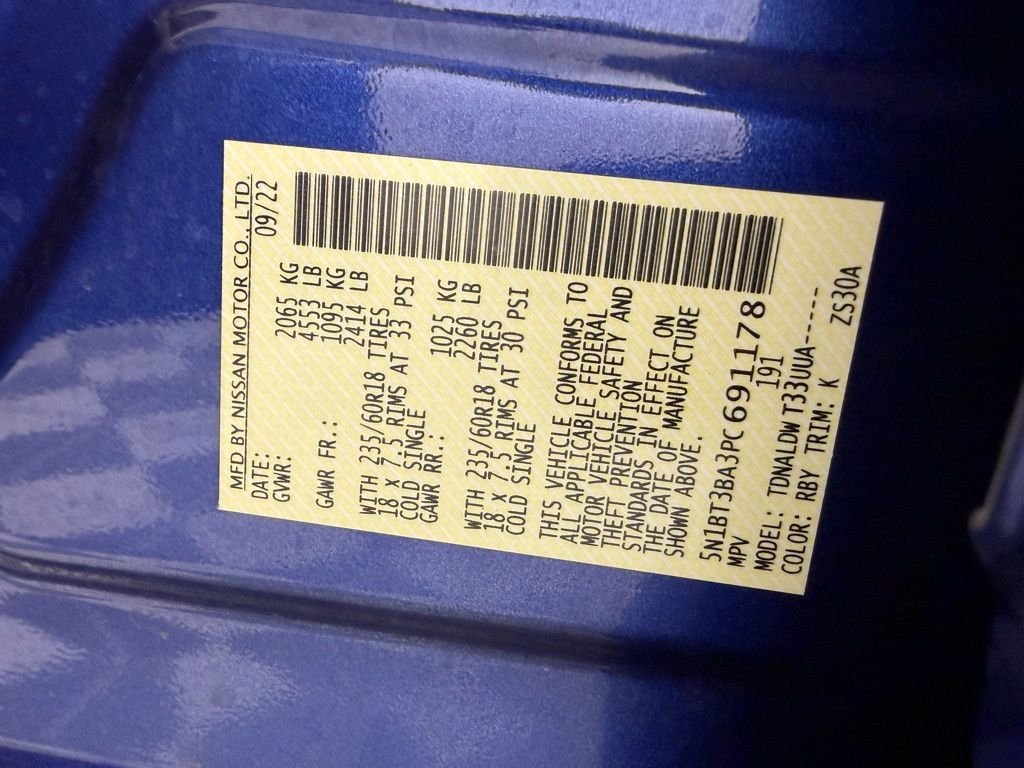 MFD BY NISSAN MOTOR CO., LTD.
DATE: 09/22
GVWR: 2065 KG
4553 LB
GAWR FR.: 1095 KG
2414 LB
WITH 235/60R18 TIRES
18 X 7.5 RIMS AT 33 PSI
COLD SINGLE
GAWR RR.: 1025 KG
2260 LB
WITH 235/60R18 TIRES
18 X 7.5 RIMS AT 30 PSI
COLD SINGLE
THIS VEHICLE CONFORMS TO
ALL APPLICABLE FEDERAL
MOTOR VEHICLE SAFETY AND
THEFT PREVENTION
STANDARDS IN EFFECT ON
THE DATE OF MANUFACTURE
SHOWN ABOVE.
5N1BT3BA3PC691178
MPV 191
MODEL: TDNALDWT33UUA------
COLOR: RBY TRIM: K ZS30A